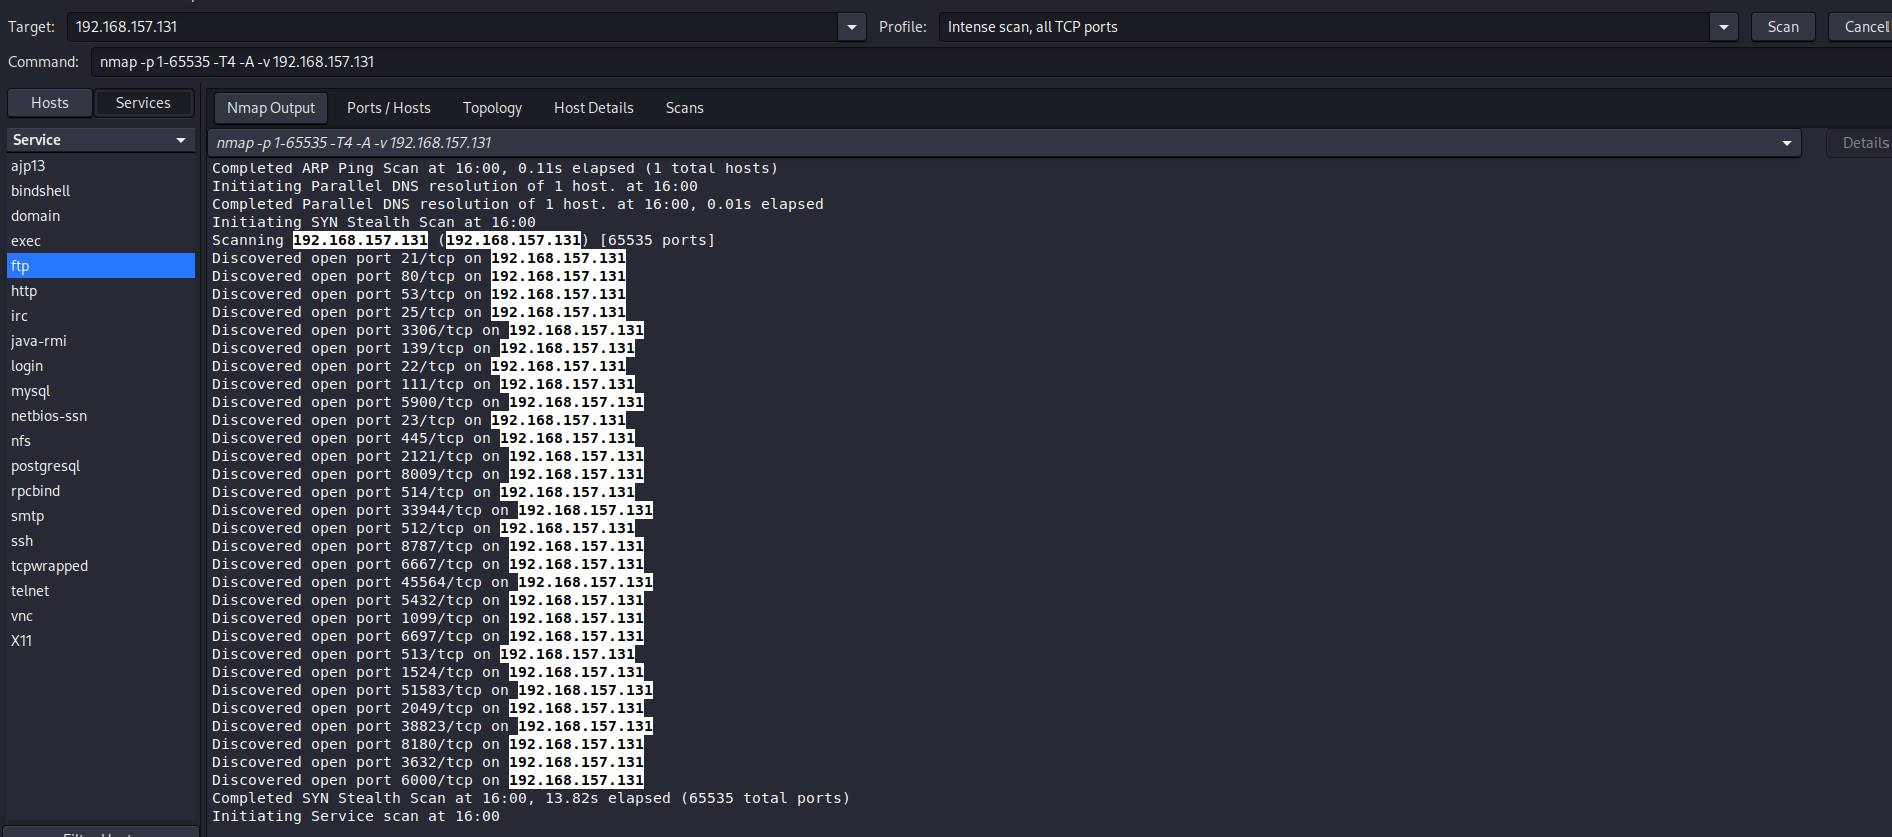 Target: 192.168.157.131 Profile: Intense scan, all TCP ports Scan Cancel
Command: nmap -p 1-65535 -T4 -A -v 192.168.157.131
Hosts Services
Service
ajp13
bindshell
domain
exec
ftp
http
irc
java-rmi
login
mysql
netbios-ssn
nfs
postgresql
rpcbind
smtp
ssh
tcpwrapped
telnet
vnc
X11
Nmap Output Ports / Hosts Topology Host Details Scans
nmap -p 1-65535 -T4 -A -v 192.168.157.131 Details
Completed ARP Ping Scan at 16:00, 0.11s elapsed (1 total hosts)
Initiating Parallel DNS resolution of 1 host. at 16:00
Completed Parallel DNS resolution of 1 host. at 16:00, 0.01s elapsed
Initiating SYN Stealth Scan at 16:00
Scanning 192.168.157.131 (192.168.157.131) [65535 ports]
Discovered open port 21/tcp on 192.168.157.131
Discovered open port 80/tcp on 192.168.157.131
Discovered open port 53/tcp on 192.168.157.131
Discovered open port 25/tcp on 192.168.157.131
Discovered open port 3306/tcp on 192.168.157.131
Discovered open port 139/tcp on 192.168.157.131
Discovered open port 22/tcp on 192.168.157.131
Discovered open port 111/tcp on 192.168.157.131
Discovered open port 5900/tcp on 192.168.157.131
Discovered open port 23/tcp on 192.168.157.131
Discovered open port 445/tcp on 192.168.157.131
Discovered open port 2121/tcp on 192.168.157.131
Discovered open port 8009/tcp on 192.168.157.131
Discovered open port 514/tcp on 192.168.157.131
Discovered open port 33944/tcp on 192.168.157.131
Discovered open port 512/tcp on 192.168.157.131
Discovered open port 8787/tcp on 192.168.157.131
Discovered open port 6667/tcp on 192.168.157.131
Discovered open port 45564/tcp on 192.168.157.131
Discovered open port 5432/tcp on 192.168.157.131
Discovered open port 1099/tcp on 192.168.157.131
Discovered open port 6697/tcp on 192.168.157.131
Discovered open port 513/tcp on 192.168.157.131
Discovered open port 1524/tcp on 192.168.157.131
Discovered open port 51583/tcp on 192.168.157.131
Discovered open port 2049/tcp on 192.168.157.131
Discovered open port 38823/tcp on 192.168.157.131
Discovered open port 8180/tcp on 192.168.157.131
Discovered open port 3632/tcp on 192.168.157.131
Discovered open port 6000/tcp on 192.168.157.131
Completed SYN Stealth Scan at 16:00, 13.82s elapsed (65535 total ports)
Initiating Service scan at 16:00